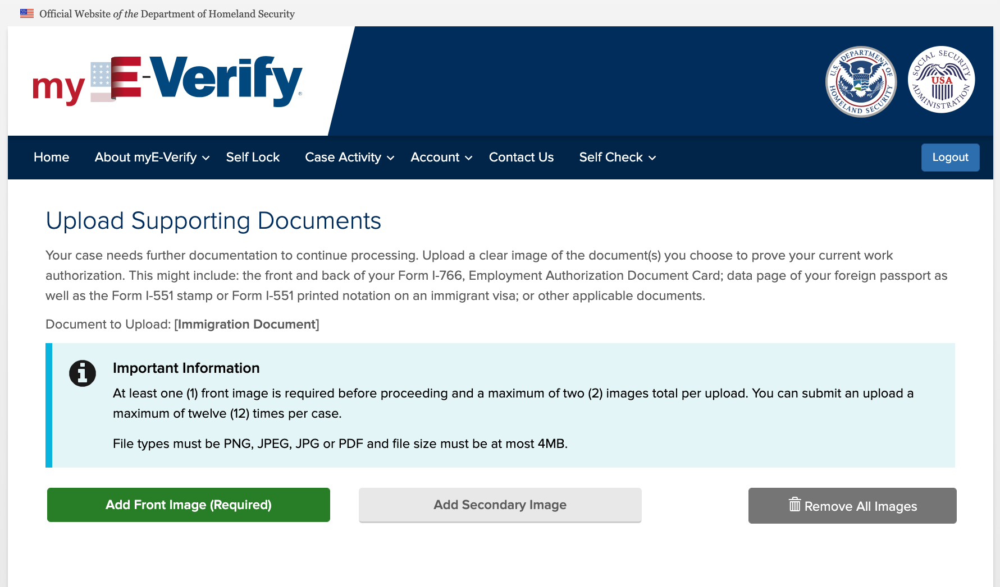 Official Website of the Department of Homeland Security
my E-Verify®
U.S. DEPARTMENT OF HOMELAND SECURITY
SOCIAL SECURITY ADMINISTRATION
USA
Home About myE-Verify Self Lock Case Activity Account Contact Us Self Check Logout
Upload Supporting Documents
Your case needs further documentation to continue processing. Upload a clear image of the document(s) you choose to prove your current work
authorization. This might include: the front and back of your Form I-766, Employment Authorization Document Card; data page of your foreign passport as
well as the Form I-551 stamp or Form I-551 printed notation on an immigrant visa; or other applicable documents.
Document to Upload: [Immigration Document]
Important Information
At least one (1) front image is required before proceeding and a maximum of two (2) images total per upload. You can submit an upload a
maximum of twelve (12) times per case.
File types must be PNG, JPEG, JPG or PDF and file size must be at most 4MB.
Add Front Image (Required) Add Secondary Image Remove All Images